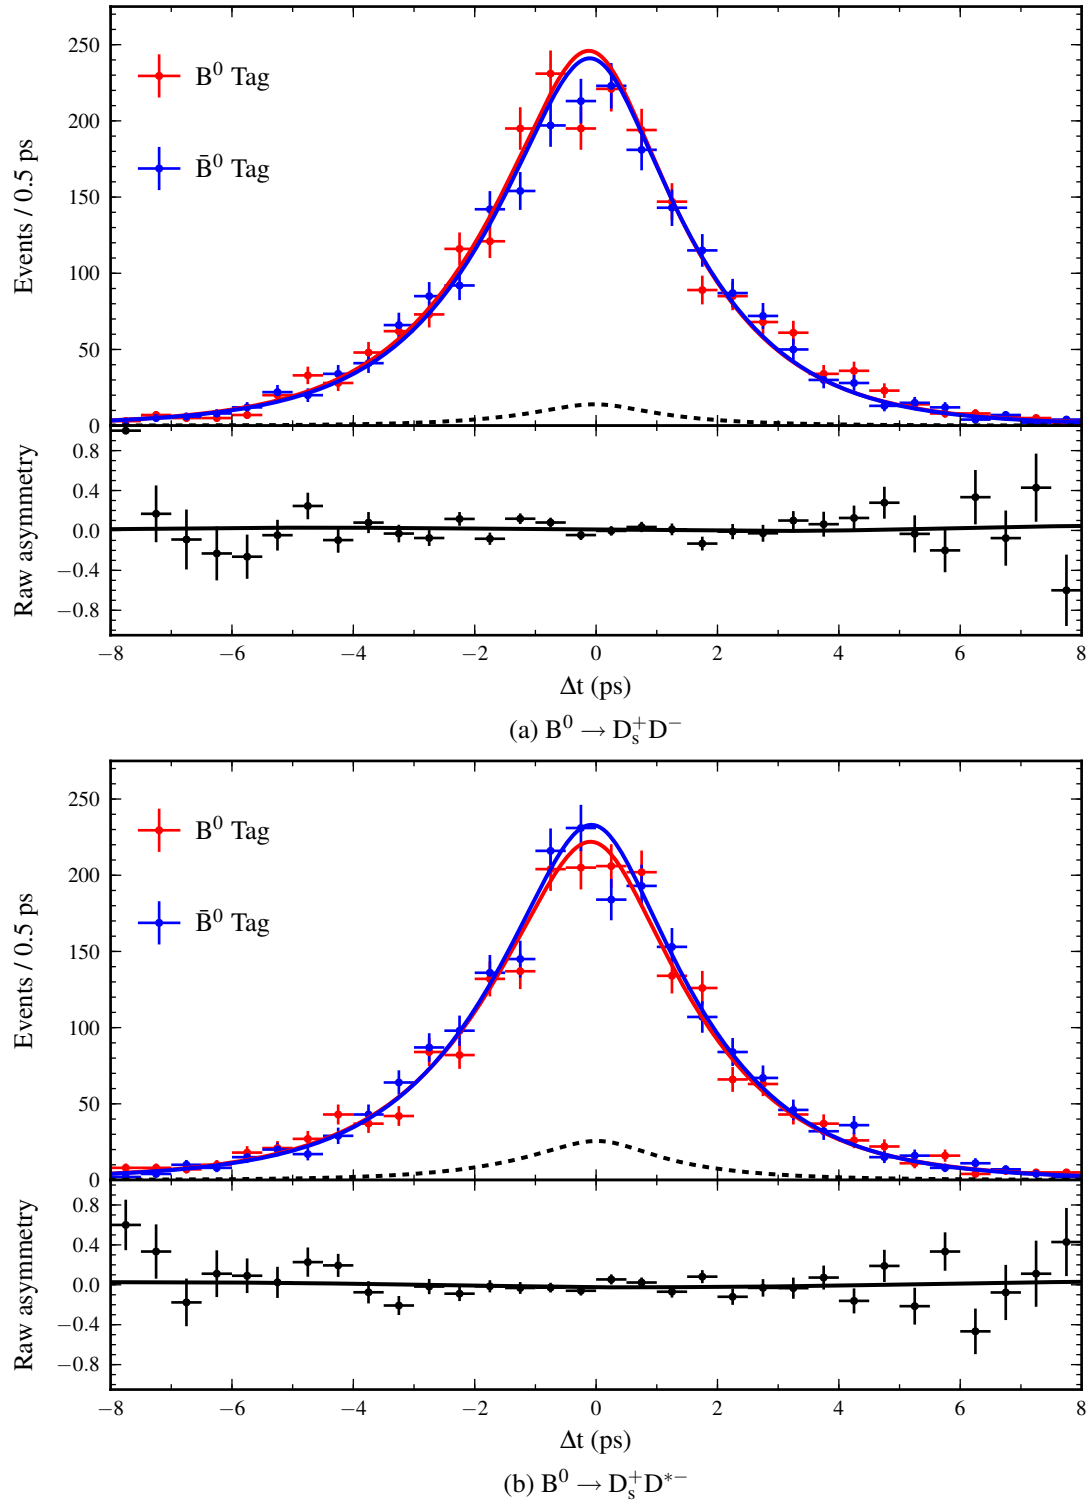 250
200
150
100
50
0
Events / 0.5 ps
B⁰ Tag
B̄⁰ Tag
0.8
0.4
0.0
−0.4
−0.8
Raw asymmetry
−8 −6 −4 −2 0 2 4 6 8
Δt (ps)
(a) B⁰ → D_s^+ D^−
250
200
150
100
50
0
Events / 0.5 ps
B⁰ Tag
B̄⁰ Tag
0.8
0.4
0.0
−0.4
−0.8
Raw asymmetry
−8 −6 −4 −2 0 2 4 6 8
Δt (ps)
(b) B⁰ → D_s^+ D^{∗−}